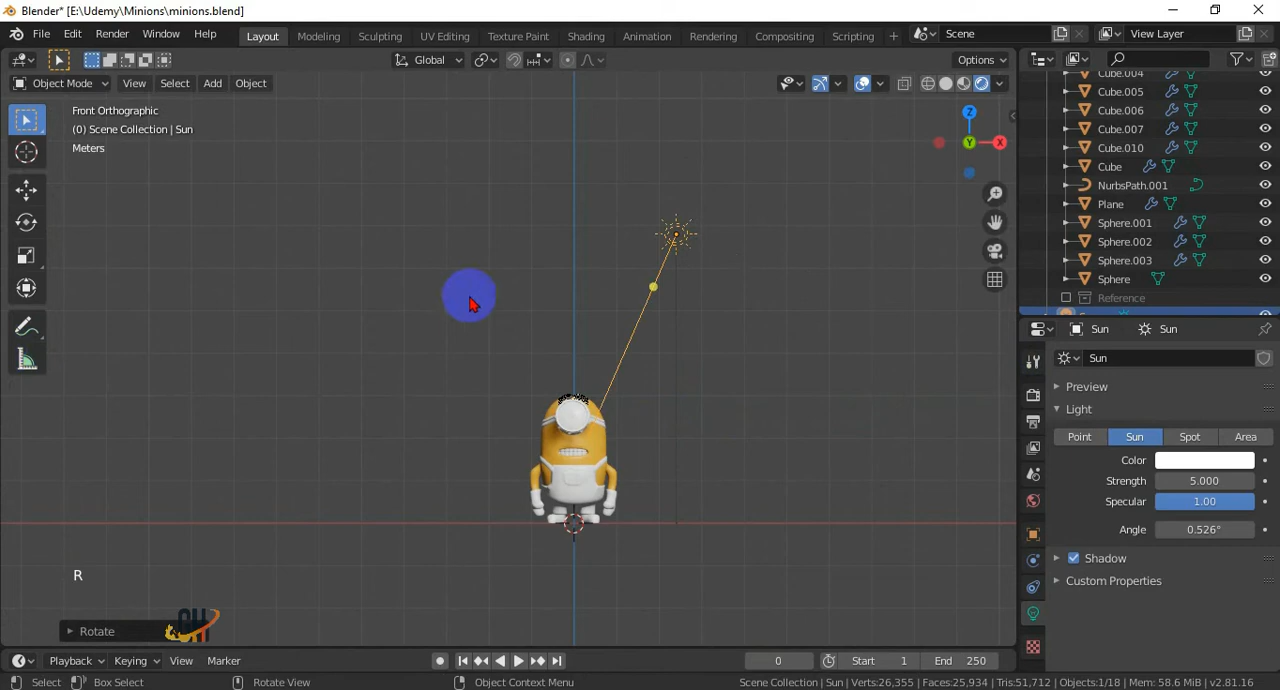 Blender* [E:\Udemy\Minions\minions.blend]
File Edit Render Window Help Layout Modeling Sculpting UV Editing Texture Paint Shading Animation Rendering Compositing Scripting + Scene View Layer
Global Options
Object Mode View Select Add Object
Front Orthographic
(0) Scene Collection | Sun
Meters
Z
Y X
Cube.004
Cube.005
Cube.006
Cube.007
Cube.010
Cube
NurbsPath.001
Plane
Sphere.001
Sphere.002
Sphere.003
Sphere
Reference
Sun Sun
Sun
Preview
Light
Point Sun Spot Area
Color
Strength 5.000
Specular 1.00
Angle 0.526°
Shadow
Custom Properties
R
Rotate
Playback Keying View Marker 0 Start 1 End 250
Select Box Select Rotate View Object Context Menu Scene Collection | Sun | Verts:26,355 | Faces:25,934 | Tris:51,712 | Objects:1/18 | Mem: 58.6 MiB | v2.81.16